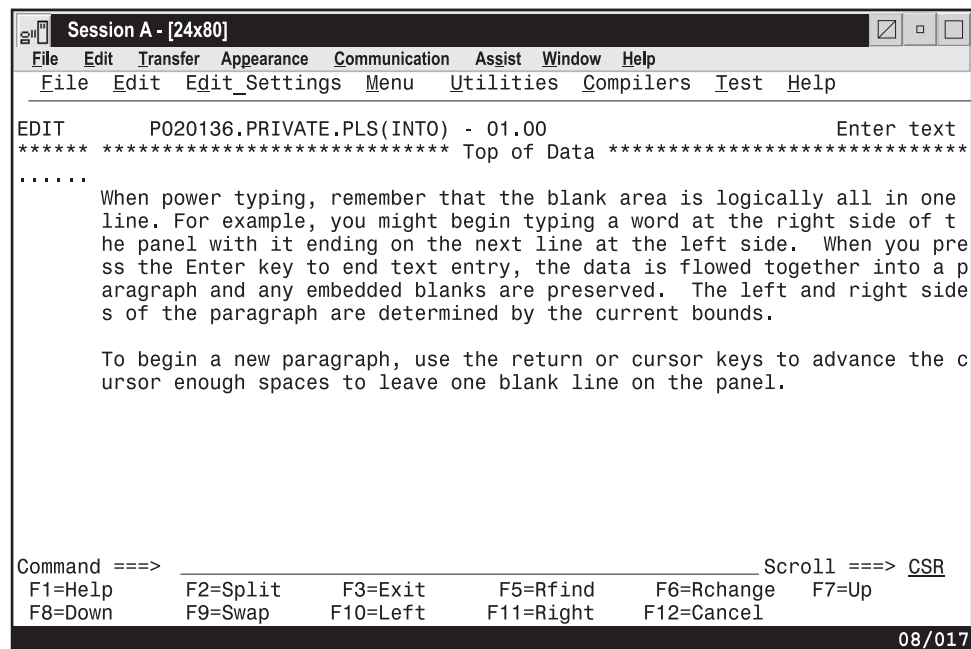 Session A - [24x80]
File Edit Transfer Appearance Communication Assist Window Help
File Edit Edit_Settings Menu Utilities Compilers Test Help
EDIT PO20136.PRIVATE.PLS(INTO) - 01.00 Enter text
****** ***************************** Top of Data ******************************
......
When power typing, remember that the blank area is logically all in one
line. For example, you might begin typing a word at the right side of t
he panel with it ending on the next line at the left side. When you pre
ss the Enter key to end text entry, the data is flowed together into a p
aragraph and any embedded blanks are preserved. The left and right side
s of the paragraph are determined by the current bounds.
To begin a new paragraph, use the return or cursor keys to advance the c
ursor enough spaces to leave one blank line on the panel.
Command ===> Scroll ===> CSR
F1=Help F2=Split F3=Exit F5=Rfind F6=Rchange F7=Up
F8=Down F9=Swap F10=Left F11=Right F12=Cancel
08/017